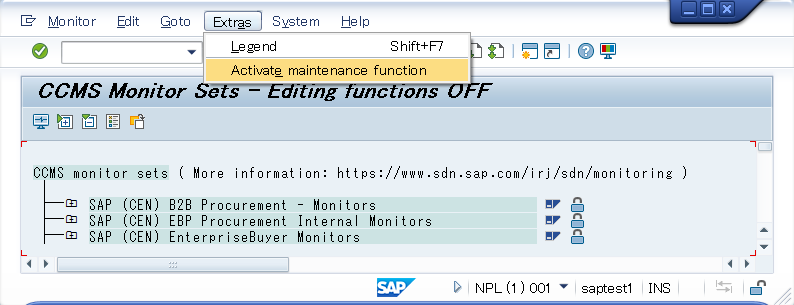 Monitor Edit Goto Extras System Help
Legend Shift+F7
Activate maintenance function
CCMS Monitor Sets - Editing functions OFF
CCMS monitor sets ( More information: https://www.sdn.sap.com/irj/sdn/monitoring )
SAP (CEN) B2B Procurement - Monitors
SAP (CEN) EBP Procurement Internal Monitors
SAP (CEN) EnterpriseBuyer Monitors
SAP NPL (1) 001 saptest1 INS